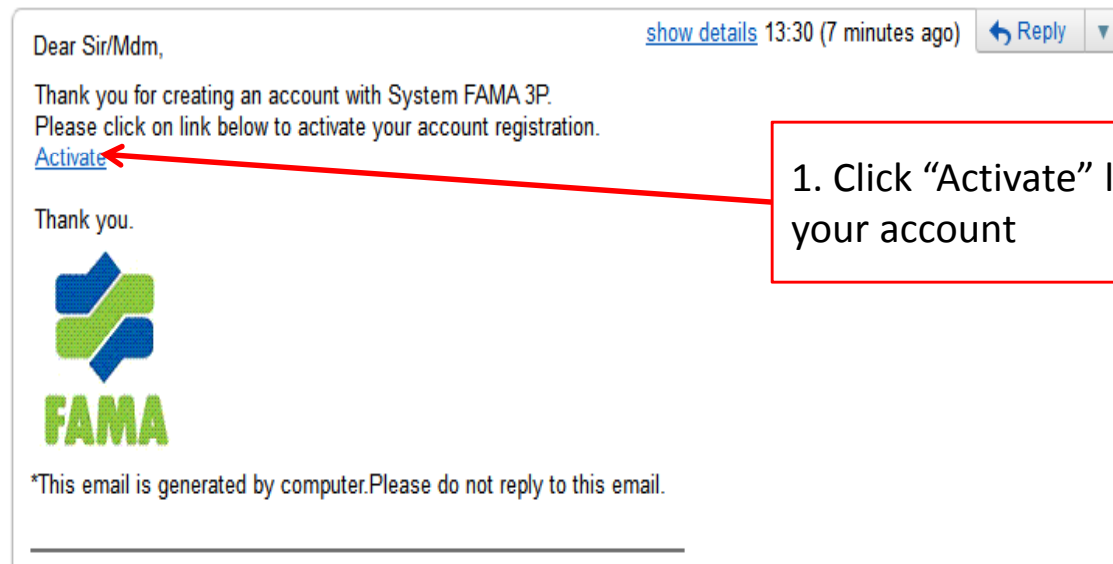 show details 13:30 (7 minutes ago) Reply
Dear Sir/Mdm,
Thank you for creating an account with System FAMA 3P.
Please click on link below to activate your account registration.
Activate
1. Click “Activate”
your account
Thank you.
FAMA
*This email is generated by computer.Please do not reply to this email.